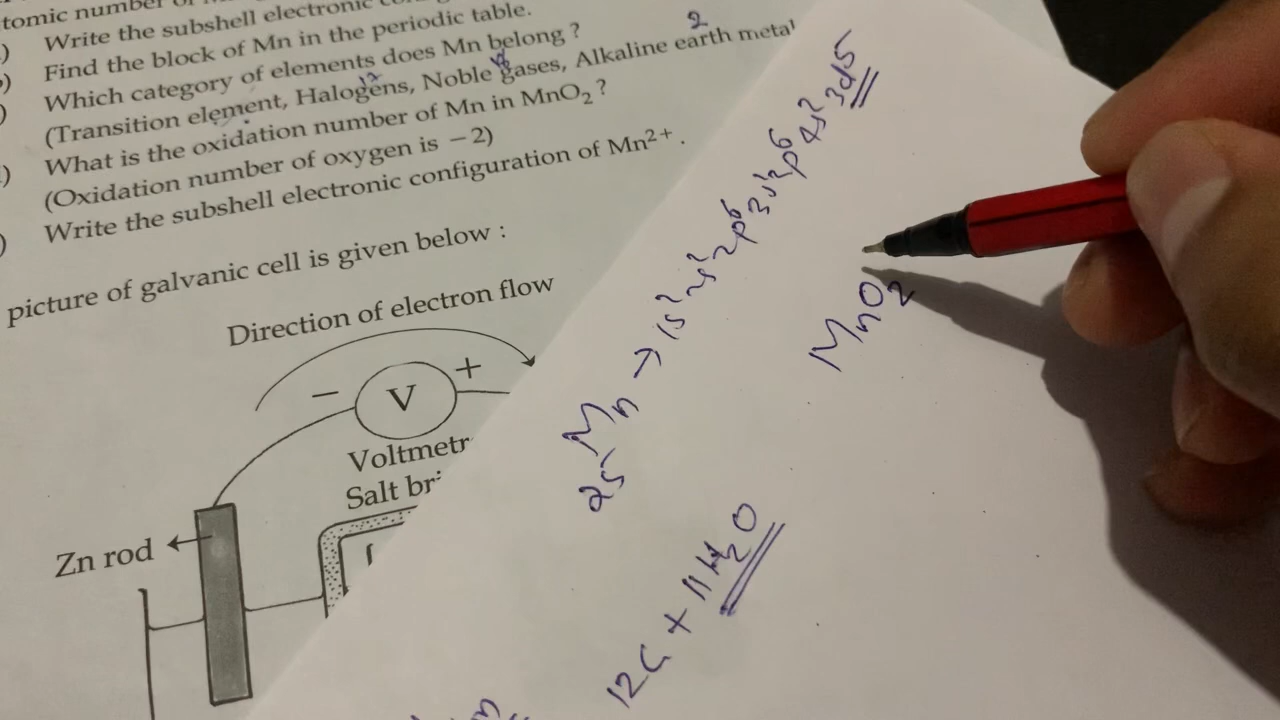 tomic number of
Write the subshell electronic
Find the block of Mn in the periodic table.
Which category of elements does Mn belong ?
(Transition element, Halogens, Noble gases, Alkaline earth metal
What is the oxidation number of Mn in MnO₂ ?
(Oxidation number of oxygen is − 2)
Write the subshell electronic configuration of Mn²⁺.
picture of galvanic cell is given below :
Direction of electron flow
− V +
Voltmetr
Salt br
Zn rod
2
₂₅Mn → 1s² 2s² 2p⁶ 3s² 3p⁶ 4s² 3d5
MnO₂
12C + 11H₂O